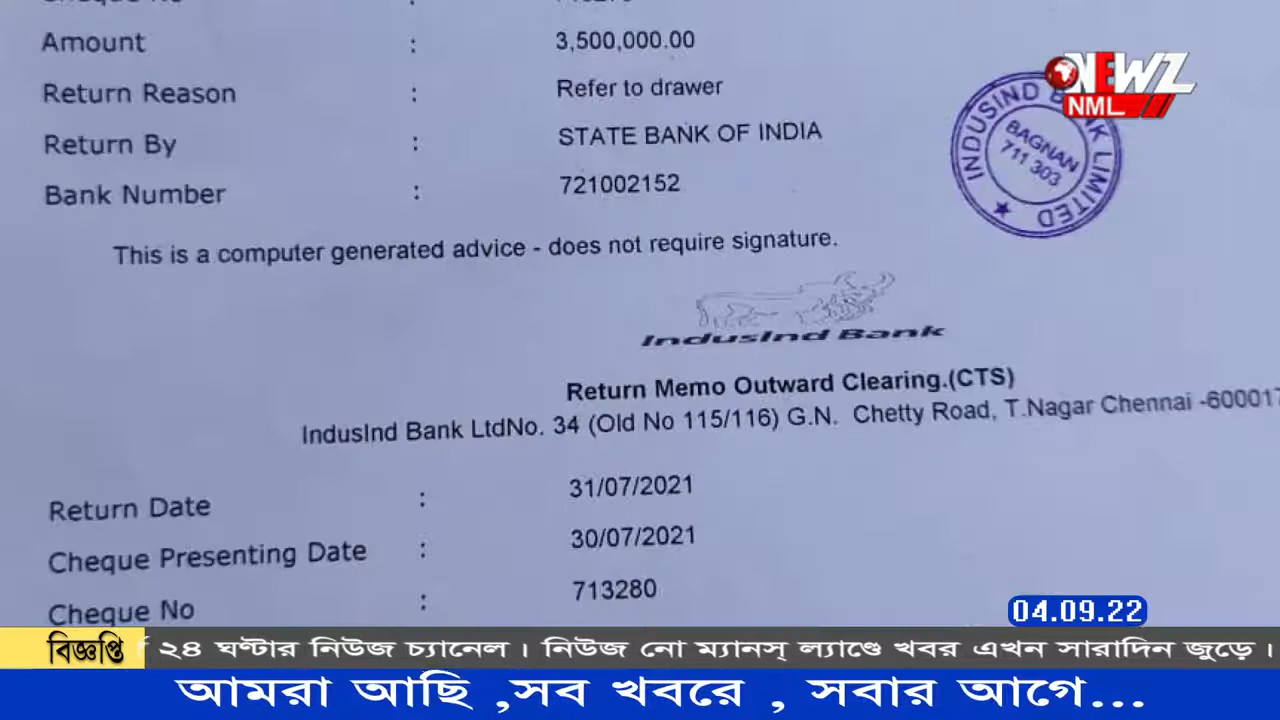 Amount : 3,500,000.00
Return Reason : Refer to drawer
Return By : STATE BANK OF INDIA
Bank Number : 721002152
NEWZ
NML
INDUSIND BANK LIMITED
BAGNAN
711 303
This is a computer generated advice - does not require signature.
IndusInd Bank
Return Memo Outward Clearing.(CTS)
IndusInd Bank LtdNo. 34 (Old No 115/116) G.N. Chetty Road, T.Nagar Chennai -600017
Return Date : 31/07/2021
Cheque Presenting Date : 30/07/2021
Cheque No : 713280
04.09.22
বিজ্ঞপ্তি ২৪ ঘণ্টার নিউজ চ্যানেল । নিউজ নো ম্যানস্ ল্যাণ্ডে খবর এখন সারাদিন জুড়ে ।
আমরা আছি ,সব খবরে , সবার আগে...